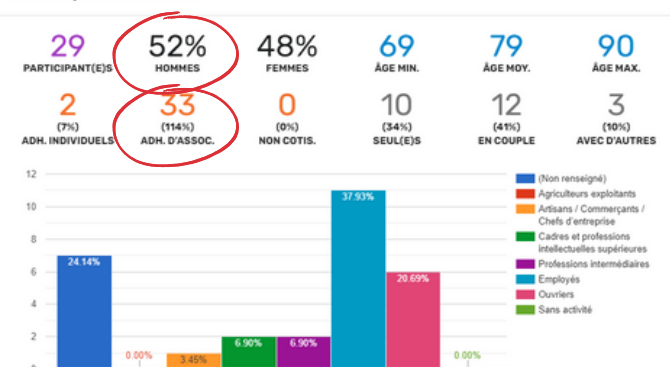 29 52% 48% 69 79 90
PARTICIPANT(E)S HOMMES FEMMES ÂGE MIN. ÂGE MOY. ÂGE MAX.
2 33 0 10 12 3
(7%) (114%) (0%) (34%) (41%) (10%)
ADH. INDIVIDUELS ADH. D'ASSOC. NON COTIS. SEUL(E)S EN COUPLE AVEC D'AUTRES
12
10
8
6
4
2
0
24.14%
0.00%
3.45%
6.90%
6.90%
37.93%
20.69%
0.00%
(Non renseigné)
Agriculteurs exploitants
Artisans / Commerçants /
Chefs d'entreprise
Cadres et professions
intellectuelles supérieures
Professions intermédiaires
Employés
Ouvriers
Sans activité